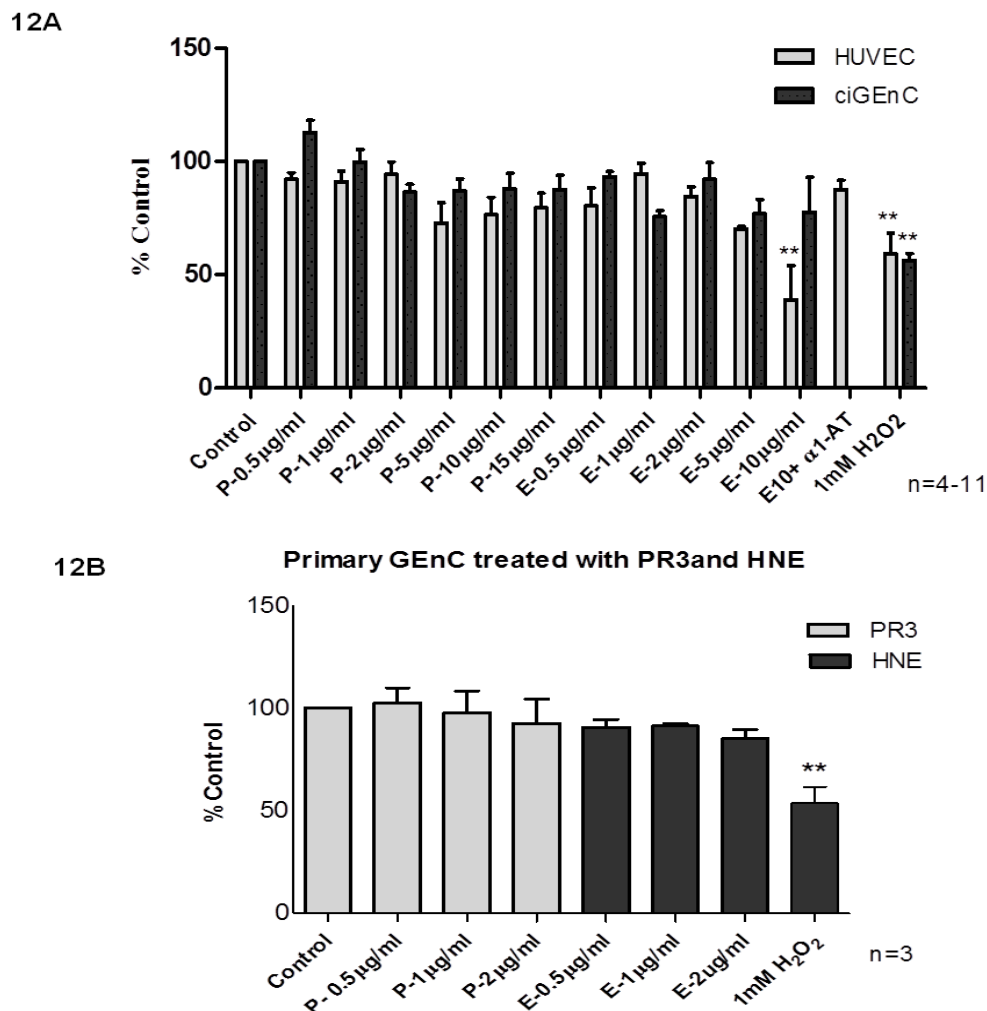 12A
150
100
50
0
% Control
HUVEC
ciGEnC
**
**
**
Control
P-0.5µg/ml
P-1µg/ml
P-2µg/ml
P-5µg/ml
P-10µg/ml
P-15µg/ml
E-0.5µg/ml
E-1µg/ml
E-2µg/ml
E-5µg/ml
E-10µg/ml
E10+ α1-AT
1mM H2O2
n=4-11
12B
Primary GEnC treated with PR3and HNE
150
100
50
0
%Control
PR3
HNE
**
Control
P- 0.5µg/ml
P-1µg/ml
P-2µg/ml
E-0.5µg/ml
E-1µg/ml
E-2ug/ml
1mM H₂O₂
n=3